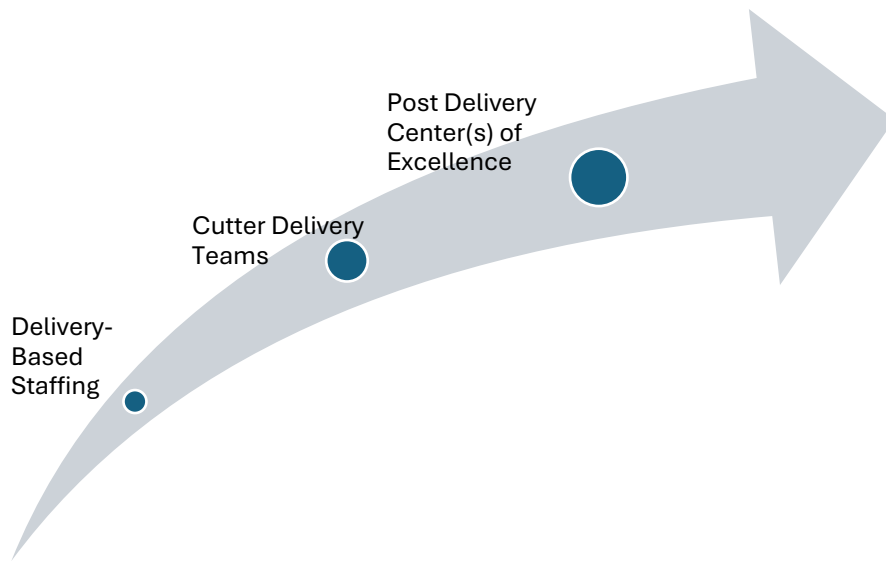 Post Delivery
Center(s) of
Excellence
Cutter Delivery
Teams
Delivery-
Based
Staffing